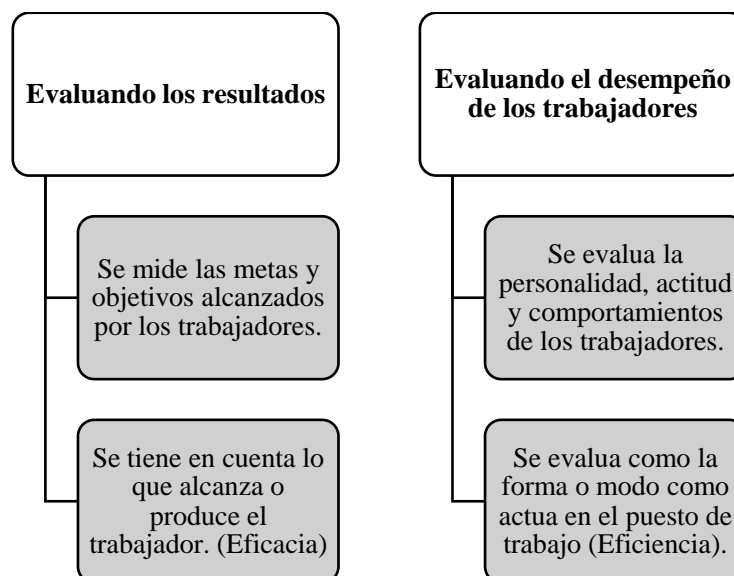 Evaluando los resultados
Se mide las metas y
objetivos alcanzados
por los trabajadores.
Se tiene en cuenta lo
que alcanza o
produce el
trabajador. (Eficacia)
Evaluando el desempeño
de los trabajadores
Se evalua la
personalidad, actitud
y comportamientos
de los trabajadores.
Se evalua como la
forma o modo como
actua en el puesto de
trabajo (Eficiencia).